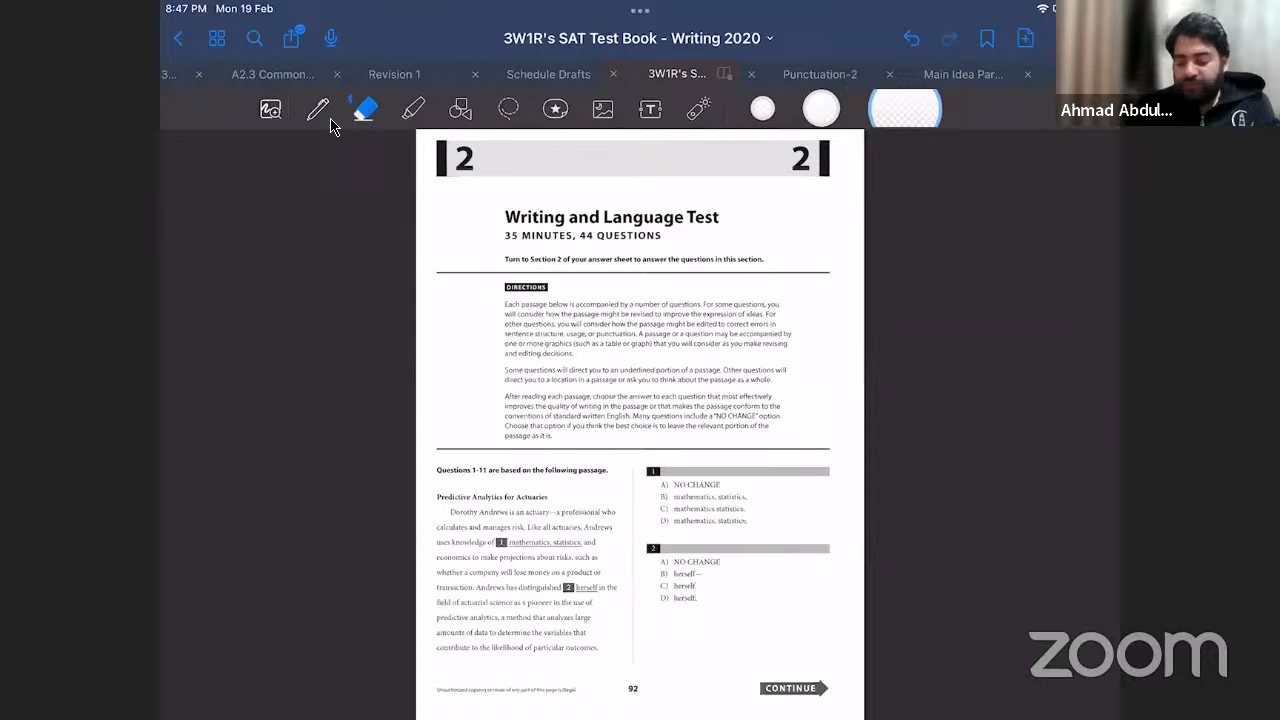 8:47 PM Mon 19 Feb
3W1R's SAT Test Book - Writing 2020
3... A2.3 Common... Revision 1 Schedule Drafts 3W1R's S... Punctuation-2 Main Idea Par...
Ahmad Abdul...
2 2
Writing and Language Test
35 MINUTES, 44 QUESTIONS
Turn to Section 2 of your answer sheet to answer the questions in this section.
DIRECTIONS
Each passage below is accompanied by a number of questions. For some questions, you
will consider how the passage might be revised to improve the expression of ideas. For
other questions, you will consider how the passage might be edited to correct errors in
sentence structure, usage, or punctuation. A passage or a question may be accompanied by
one or more graphics (such as a table or graph) that you will consider as you make revising
and editing decisions.
Some questions will direct you to an underlined portion of a passage. Other questions will
direct you to a location in a passage or ask you to think about the passage as a whole.
After reading each passage, choose the answer to each question that most effectively
improves the quality of writing in the passage or that makes the passage conform to the
conventions of standard written English. Many questions include a "NO CHANGE" option.
Choose that option if you think the best choice is to leave the relevant portion of the
passage as it is.
Questions 1-11 are based on the following passage.
Predictive Analytics for Actuaries
Dorothy Andrews is an actuary—a professional who
calculates and manages risk. Like all actuaries, Andrews
uses knowledge of 1 mathematics; statistics; and
economics to make projections about risks, such as
whether a company will lose money on a product or
transaction. Andrews has distinguished 2 herself in the
field of actuarial science as a pioneer in the use of
predictive analytics, a method that analyzes large
amounts of data to determine the variables that
contribute to the likelihood of particular outcomes.
1
A) NO CHANGE
B) mathematics, statistics,
C) mathematics statistics,
D) mathematics, statistics;
2
A) NO CHANGE
B) herself—
C) herself.
D) herself,
Unauthorized copying or reuse of any part of this page is illegal.
92
CONTINUE
zoom